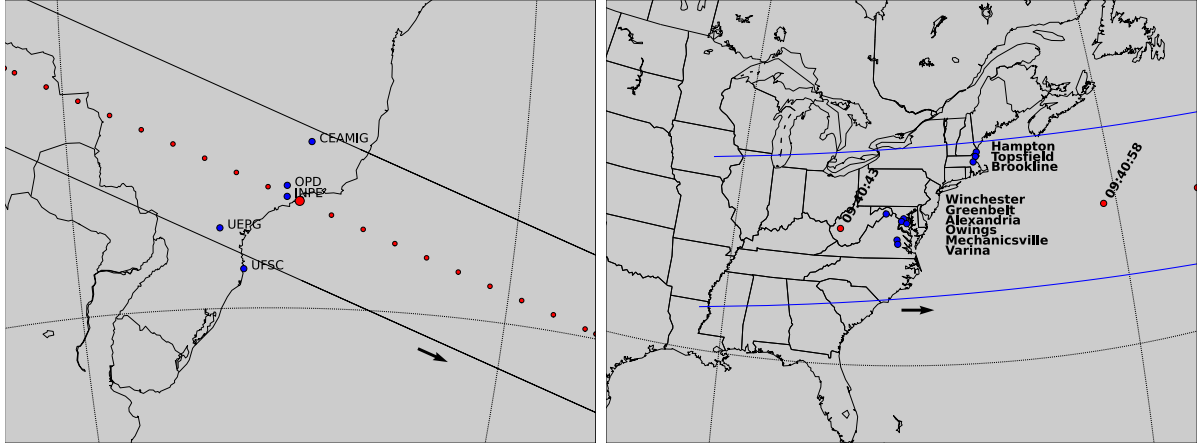 CEAMIG
OPD
INPE
UEPG
UFSC
09:40:43
09:40:58
Hampton
Topsfield
Brookline
Winchester
Greenbelt
Alexandria
Owings
Mechanicsville
Varina